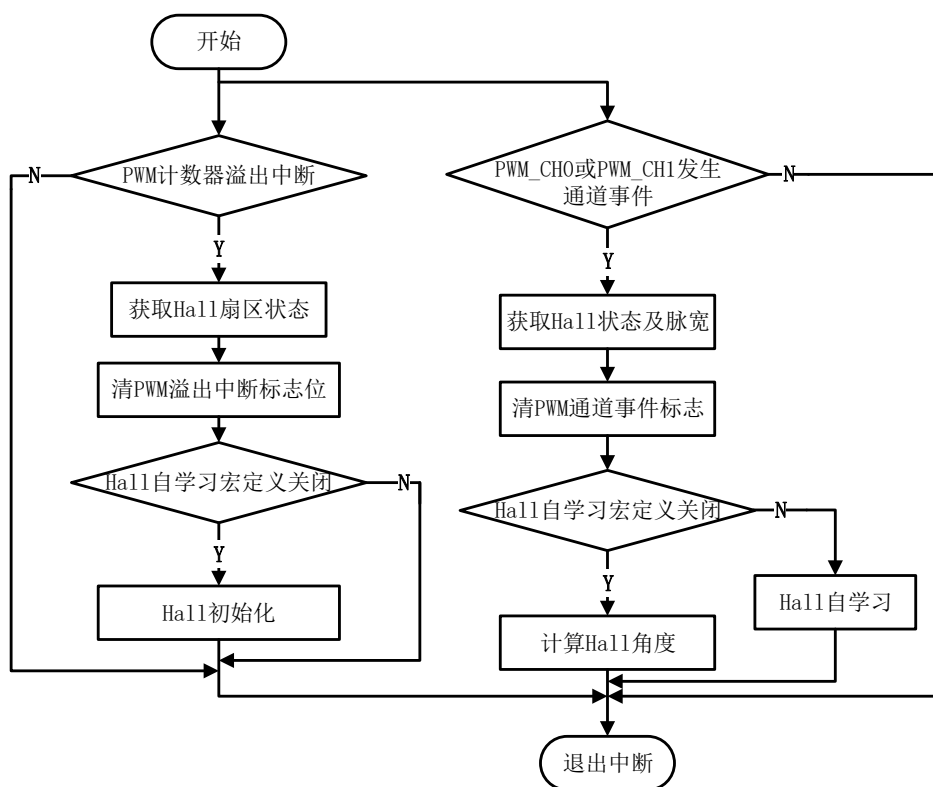 开始
PWM计数器溢出中断
N
Y
获取Hall扇区状态
清PWM溢出中断标志位
Hall自学习宏定义关闭
N
Y
Hall初始化
PWM_CH0或PWM_CH1发生
通道事件
N
Y
获取Hall状态及脉宽
清PWM通道事件标志
Hall自学习宏定义关闭
N
Y
Hall自学习
计算Hall角度
退出中断